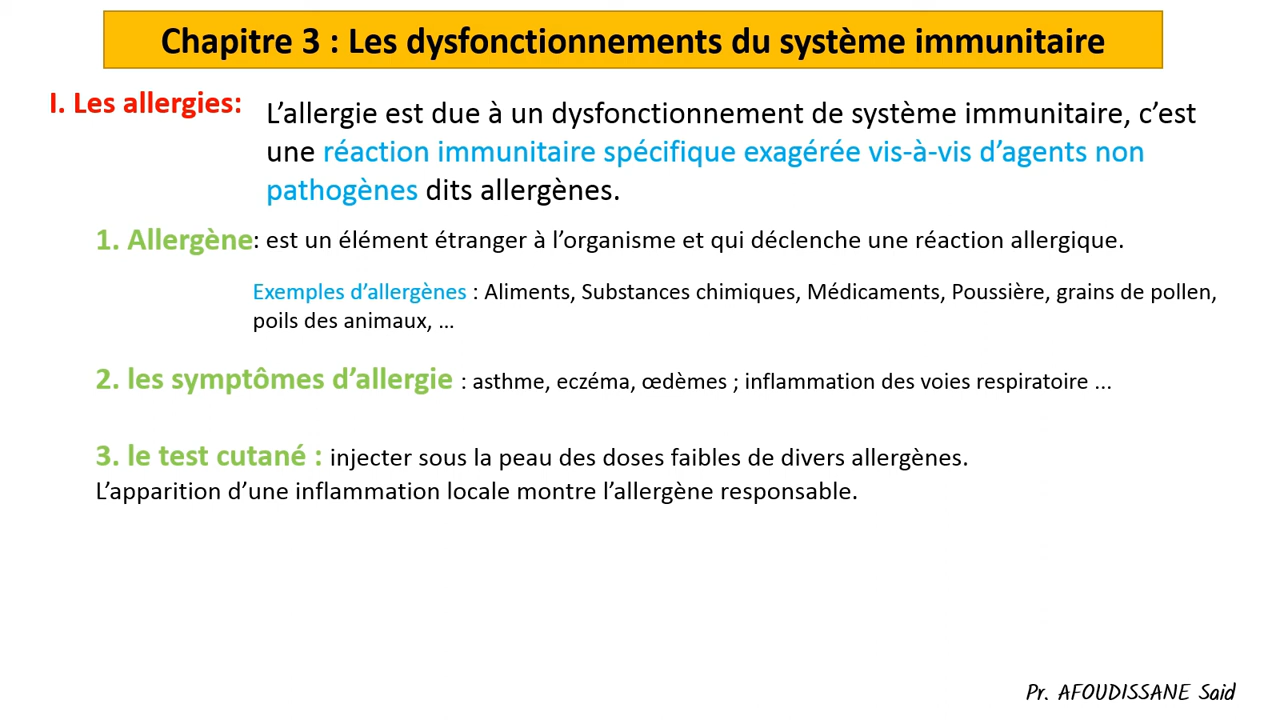 Chapitre 3 : Les dysfonctionnements du système immunitaire
I. Les allergies:
L’allergie est due à un dysfonctionnement de système immunitaire, c’est
une réaction immunitaire spécifique exagérée vis-à-vis d’agents non
pathogènes dits allergènes.
1. Allergène: est un élément étranger à l’organisme et qui déclenche une réaction allergique.
Exemples d’allergènes : Aliments, Substances chimiques, Médicaments, Poussière, grains de pollen,
poils des animaux, …
2. les symptômes d’allergie : asthme, eczéma, œdèmes ; inflammation des voies respiratoire ...
3. le test cutané : injecter sous la peau des doses faibles de divers allergènes.
L’apparition d’une inflammation locale montre l’allergène responsable.
Pr. AFOUDISSANE Said